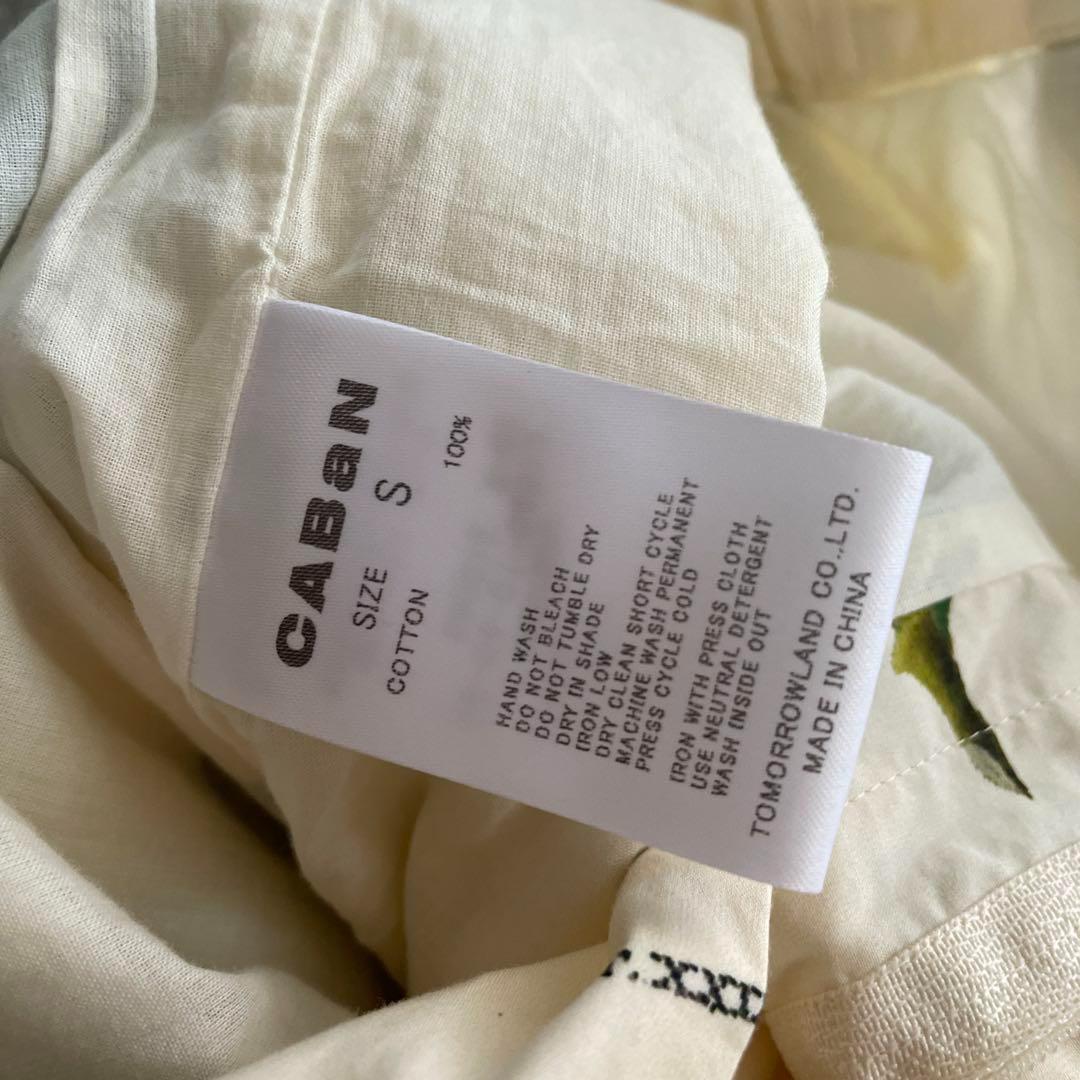 CABaN
SIZE S
COTTON 100%
HAND WASH
DO NOT BLEACH
DO NOT TUMBLE DRY
DRY IN SHADE
IRON LOW
DRY CLEAN SHORT CYCLE
MACHINE WASH PERMANENT
PRESS CYCLE COLD
IRON WITH PRESS CLOTH
USE NEUTRAL DETERGENT
WASH INSIDE OUT
TOMORROWLAND CO.,LTD.
MADE IN CHINA